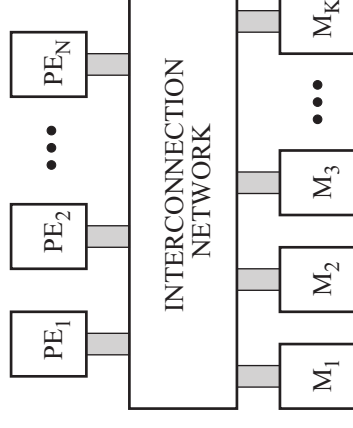 PE₁
PE₂
•••
PE_N
INTERCONNECTION
NETWORK
M₁
M₂
M₃
•••
M_K